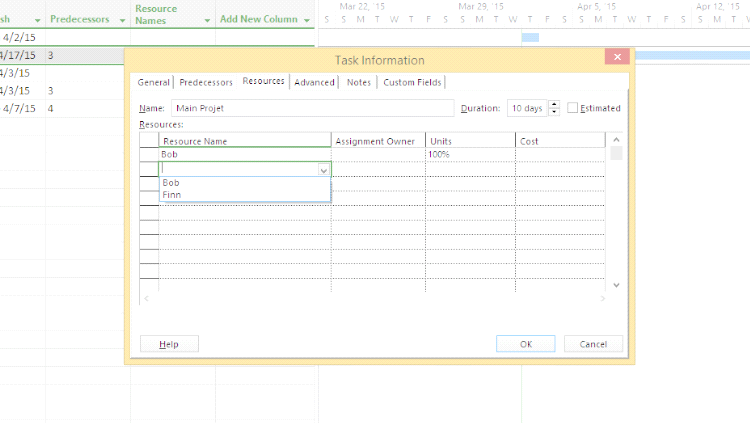 sh Predecessors Resource Names Add New Column
Mar 22, '15 Mar 29, '15 Apr 5, '15 Apr 12, '15
S S M T W T F S S M T W T F S S M T W T F S S M T W T F S
4/2/15
4/17/15 3
4/3/15
4/3/15 3
4/7/15 4
Task Information
General Predecessors Resources Advanced Notes Custom Fields
Name: Main Projet Duration: 10 days Estimated
Resources:
Resource Name Assignment Owner Units Cost
Bob 100%
Bob
Finn
Help OK Cancel